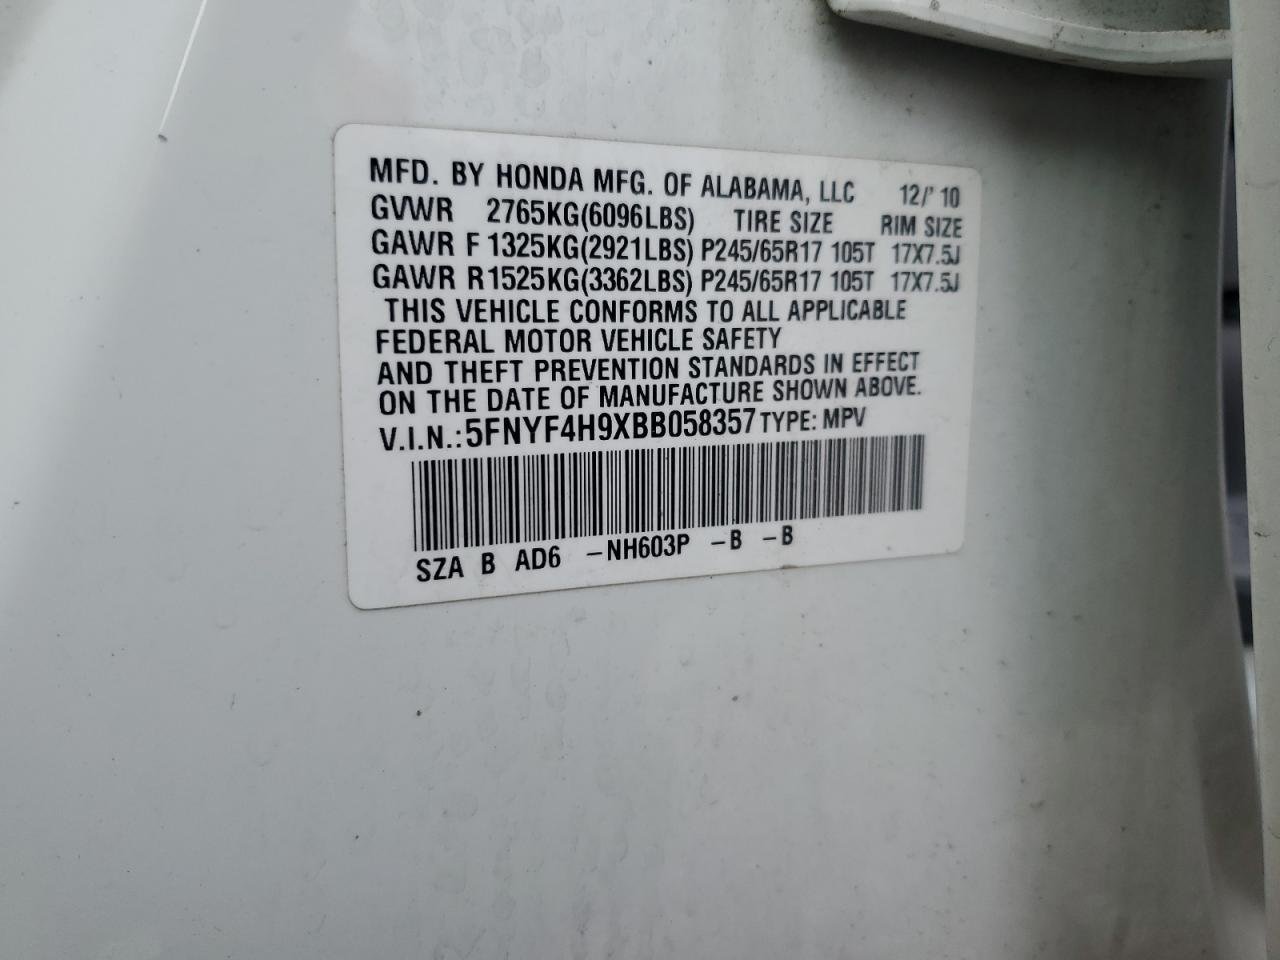 MFD. BY HONDA MFG. OF ALABAMA, LLC 12/' 10
GVWR 2765KG(6096LBS) TIRE SIZE RIM SIZE
GAWR F 1325KG(2921LBS) P245/65R17 105T 17X7.5J
GAWR R1525KG(3362LBS) P245/65R17 105T 17X7.5J
THIS VEHICLE CONFORMS TO ALL APPLICABLE
FEDERAL MOTOR VEHICLE SAFETY
AND THEFT PREVENTION STANDARDS IN EFFECT
ON THE DATE OF MANUFACTURE SHOWN ABOVE.
V.I.N.: 5FNYF4H9XBB058357 TYPE: MPV
SZA B AD6 -NH603P -B -B